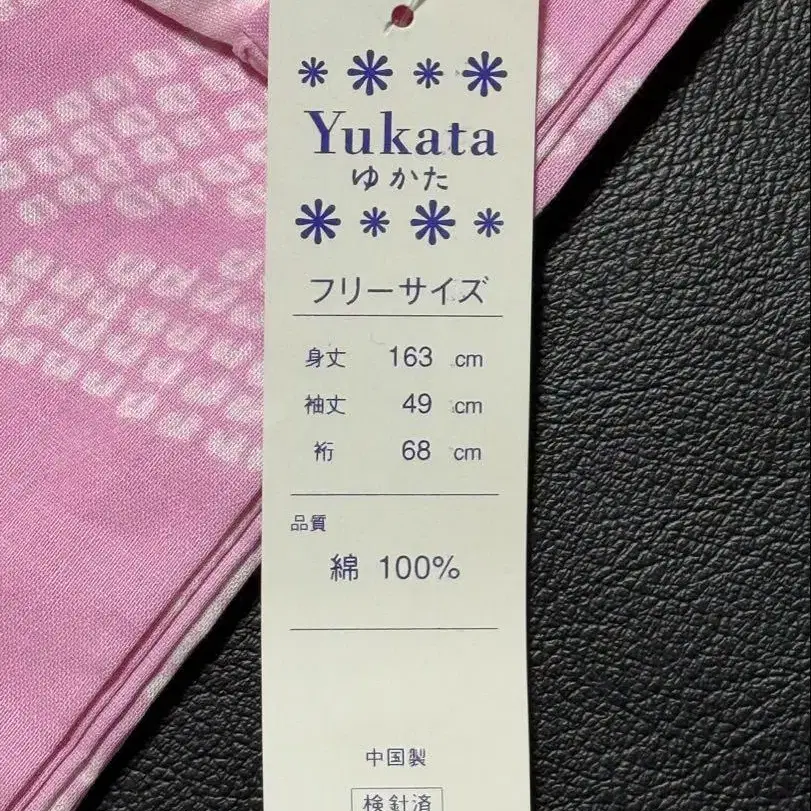 Yukata
ゆかた
フリーサイズ
身丈 163 cm
袖丈 49 cm
裄 68 cm
品質
綿 100%
中国製
検針済